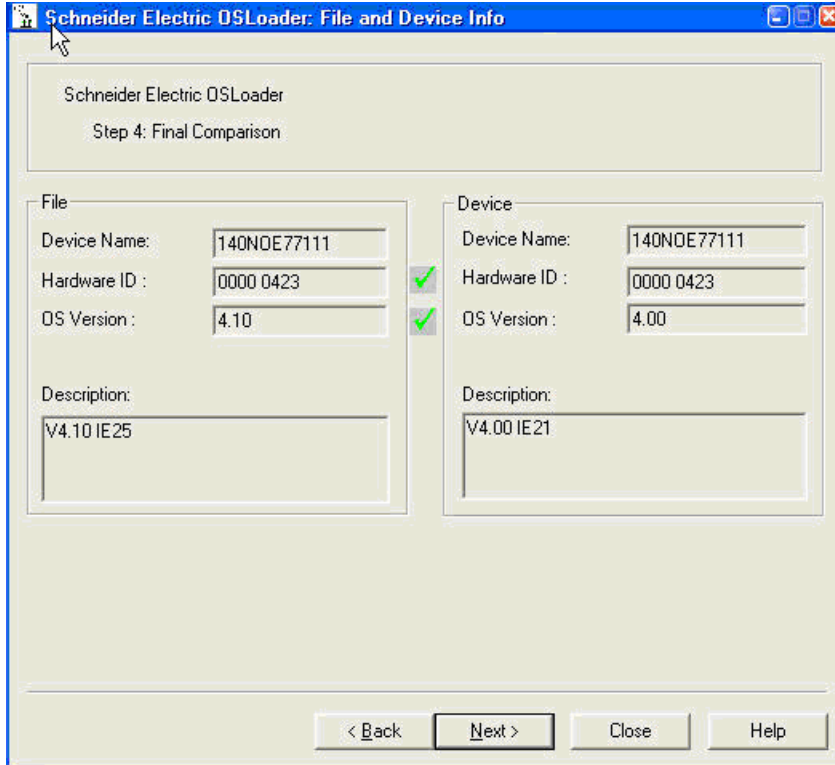 Schneider Electric OSLoader: File and Device Info
Schneider Electric OSLoader
Step 4: Final Comparison
File
Device Name: 140NOE77111
Hardware ID : 0000 0423
OS Version : 4.10
Description:
V4.10 IE25
Device
Device Name: 140NOE77111
Hardware ID : 0000 0423
OS Version : 4.00
Description:
V4.00 IE21
< Back
Next >
Close
Help